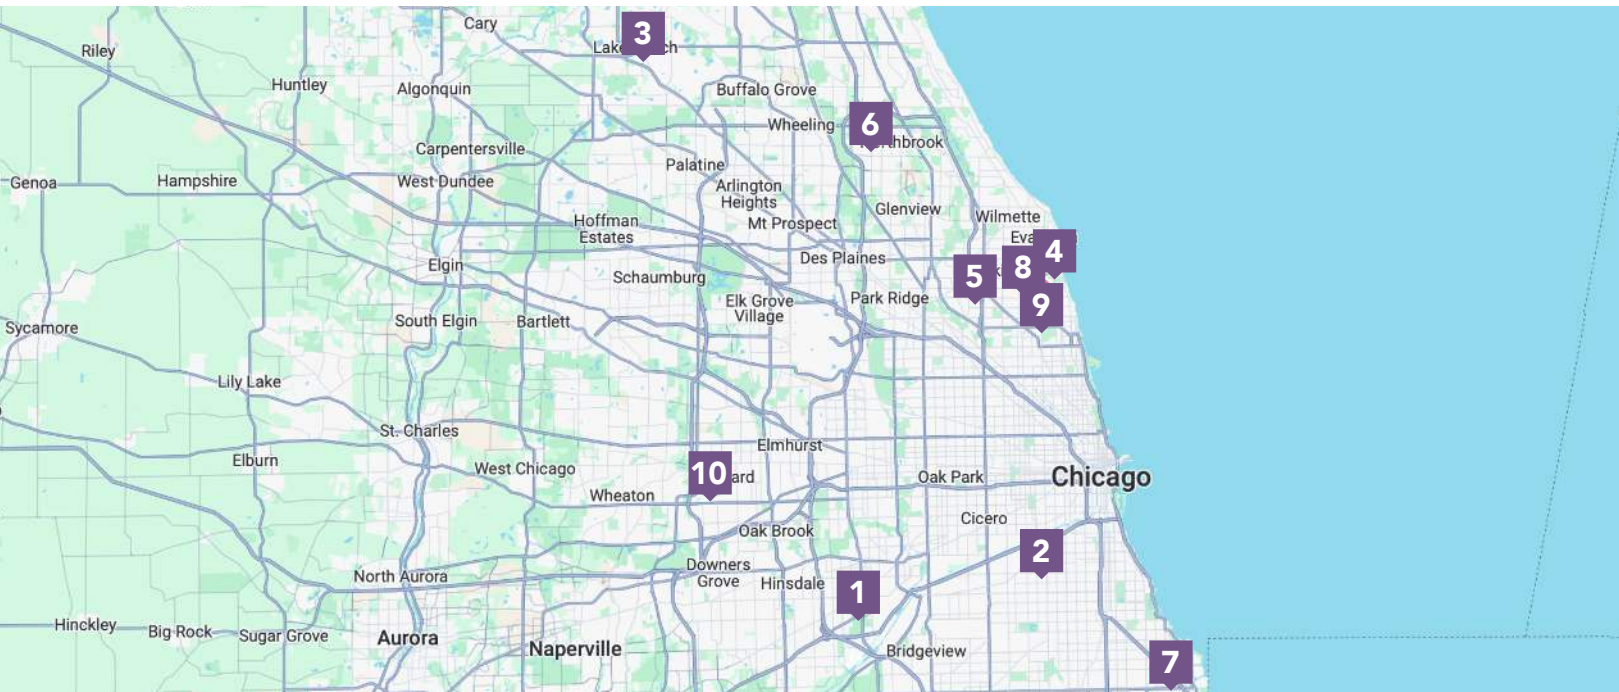 Cary
3
Riley
Huntley
Algonquin
Buffalo Grove
Wheeling
6
Carpentersville
Palatine
Genoa
Hampshire
West Dundee
Arlington
Heights
Glenview
Wilmette
Hoffman
Estates
Mt Prospect
4
Elgin
Des Plaines
8
Schaumburg
5
Elk Grove
Village
Park Ridge
9
Sycamore
South Elgin
Bartlett
Lily Lake
St. Charles
Elmhurst
Elburn
West Chicago
10
Oak Park
Chicago
Wheaton
Cicero
Oak Brook
2
North Aurora
Downers
Grove
Hinsdale
1
Hinckley
Big Rock
Sugar Grove
Aurora
Naperville
Bridgeview
7